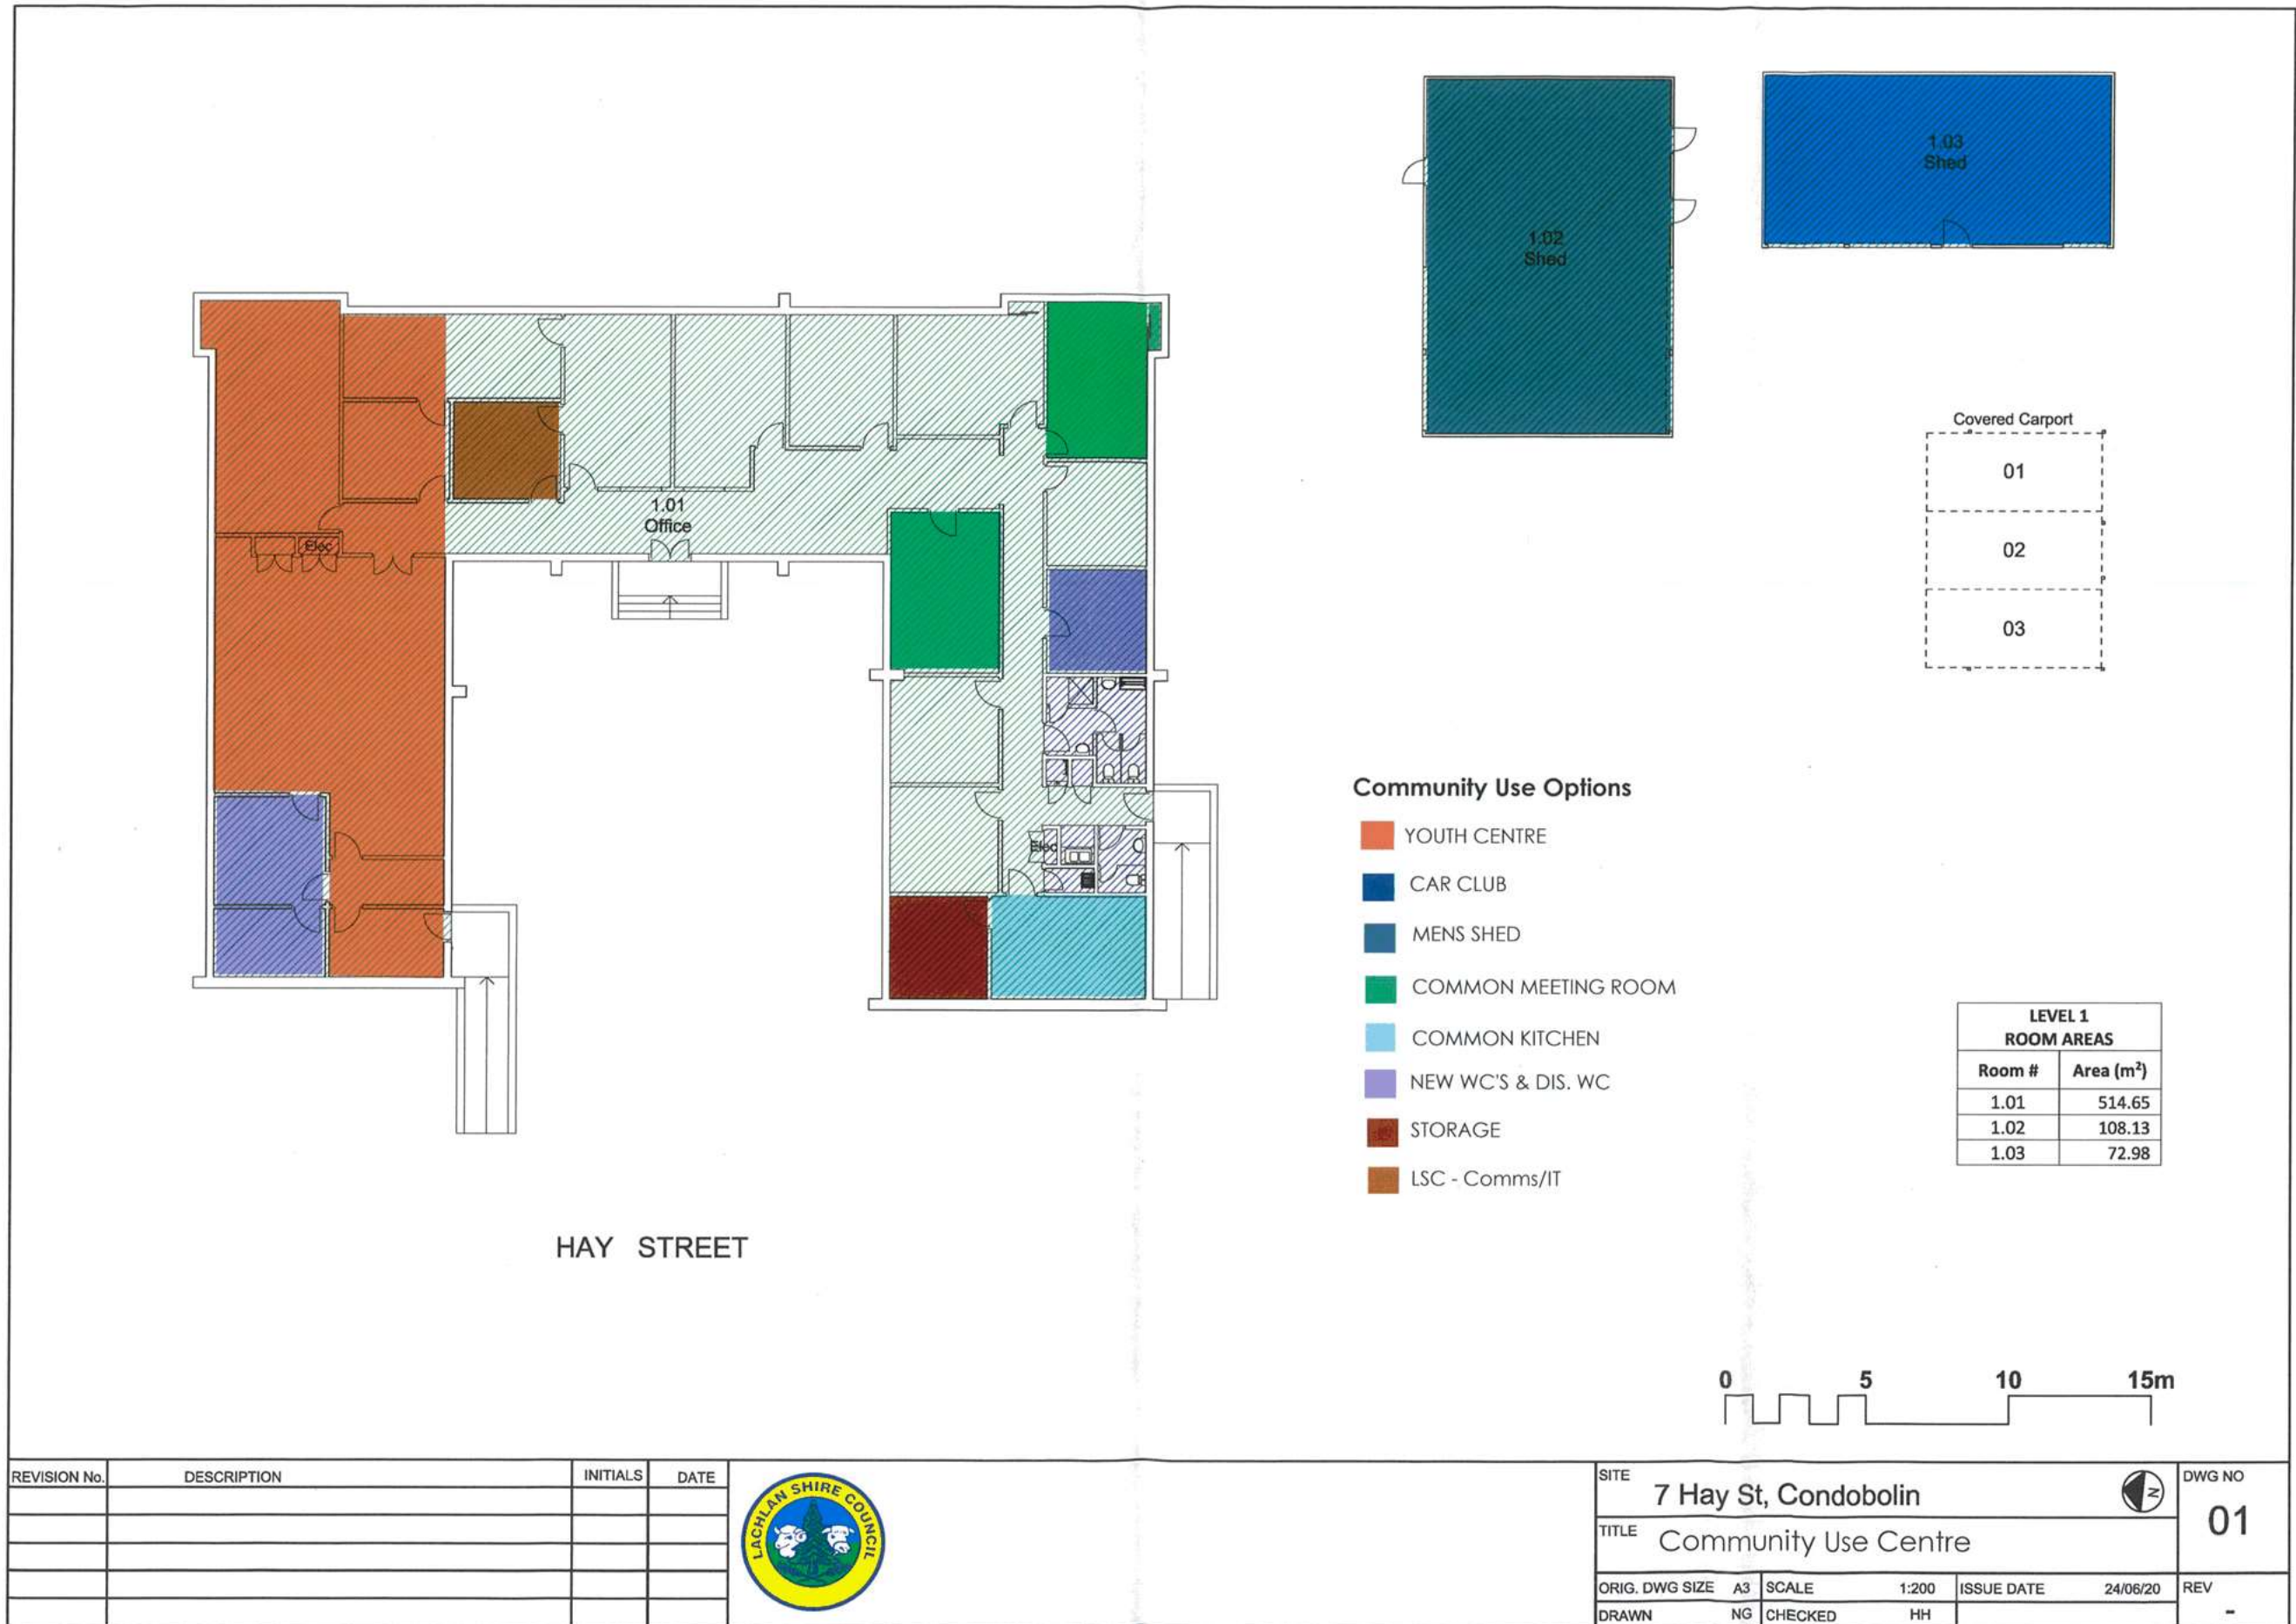 1.02
Shed
1.03
Shed
Covered Carport
01
02
03
1.01
Office
Elec
Elec
Community Use Options
YOUTH CENTRE
CAR CLUB
MENS SHED
COMMON MEETING ROOM
COMMON KITCHEN
NEW WC'S & DIS. WC
STORAGE
LSC - Comms/IT
LEVEL 1
ROOM AREAS
Room # Area (m²)
1.01 514.65
1.02 108.13
1.03 72.98
HAY STREET
0 5 10 15m
REVISION No. DESCRIPTION INITIALS DATE
LACHLAN SHIRE COUNCIL
SITE 7 Hay St, Condobolin N
TITLE Community Use Centre
DWG NO
01
ORIG. DWG SIZE A3 SCALE 1:200 ISSUE DATE 24/06/20 REV
DRAWN NG CHECKED HH -